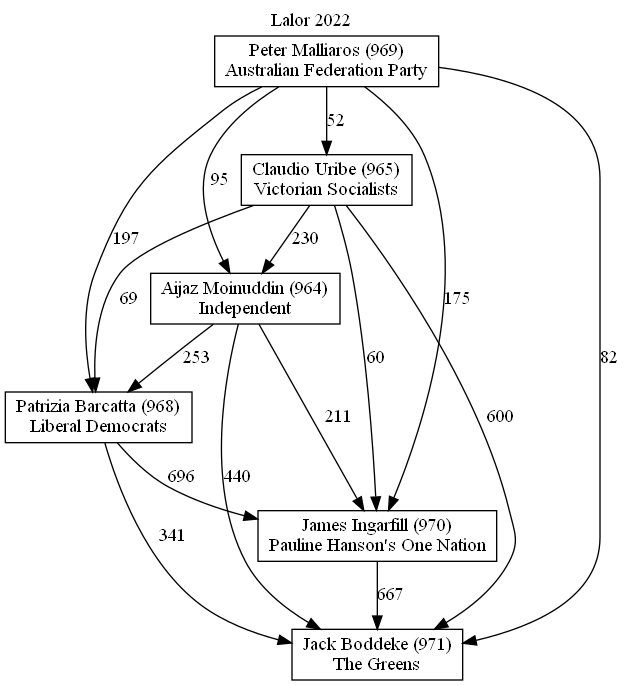 Lalor 2022
Peter Malliaros (969)
Australian Federation Party
52
Claudio Uribe (965)
Victorian Socialists
95
197
230
69
Aijaz Moinuddin (964)
Independent
175
253
60
82
Patrizia Barcatta (968)
Liberal Democrats
211
600
696
440
James Ingarfill (970)
Pauline Hanson's One Nation
341
667
Jack Boddeke (971)
The Greens